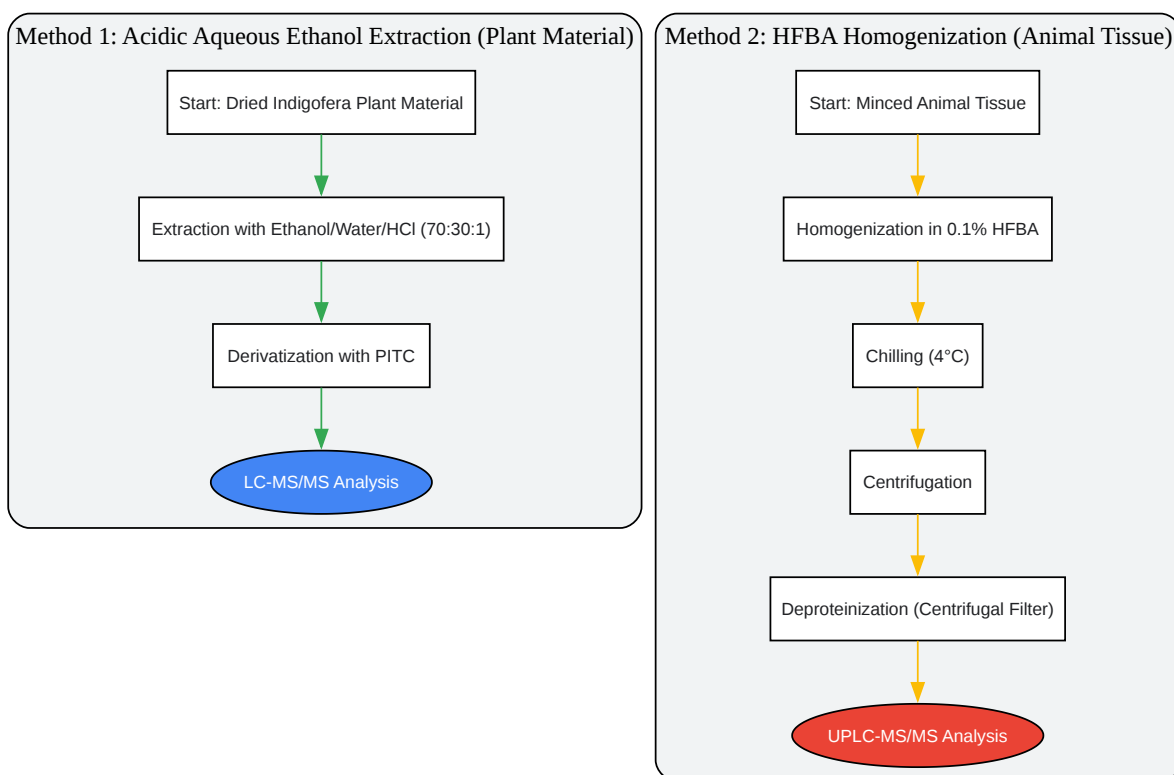 Method 1: Acidic Aqueous Ethanol Extraction (Plant Material)
Start: Dried Indigofera Plant Material
Extraction with Ethanol/Water/HCl (70:30:1)
Derivatization with PITC
LC-MS/MS Analysis
Method 2: HFBA Homogenization (Animal Tissue)
Start: Minced Animal Tissue
Homogenization in 0.1% HFBA
Chilling (4°C)
Centrifugation
Deproteinization (Centrifugal Filter)
UPLC-MS/MS Analysis